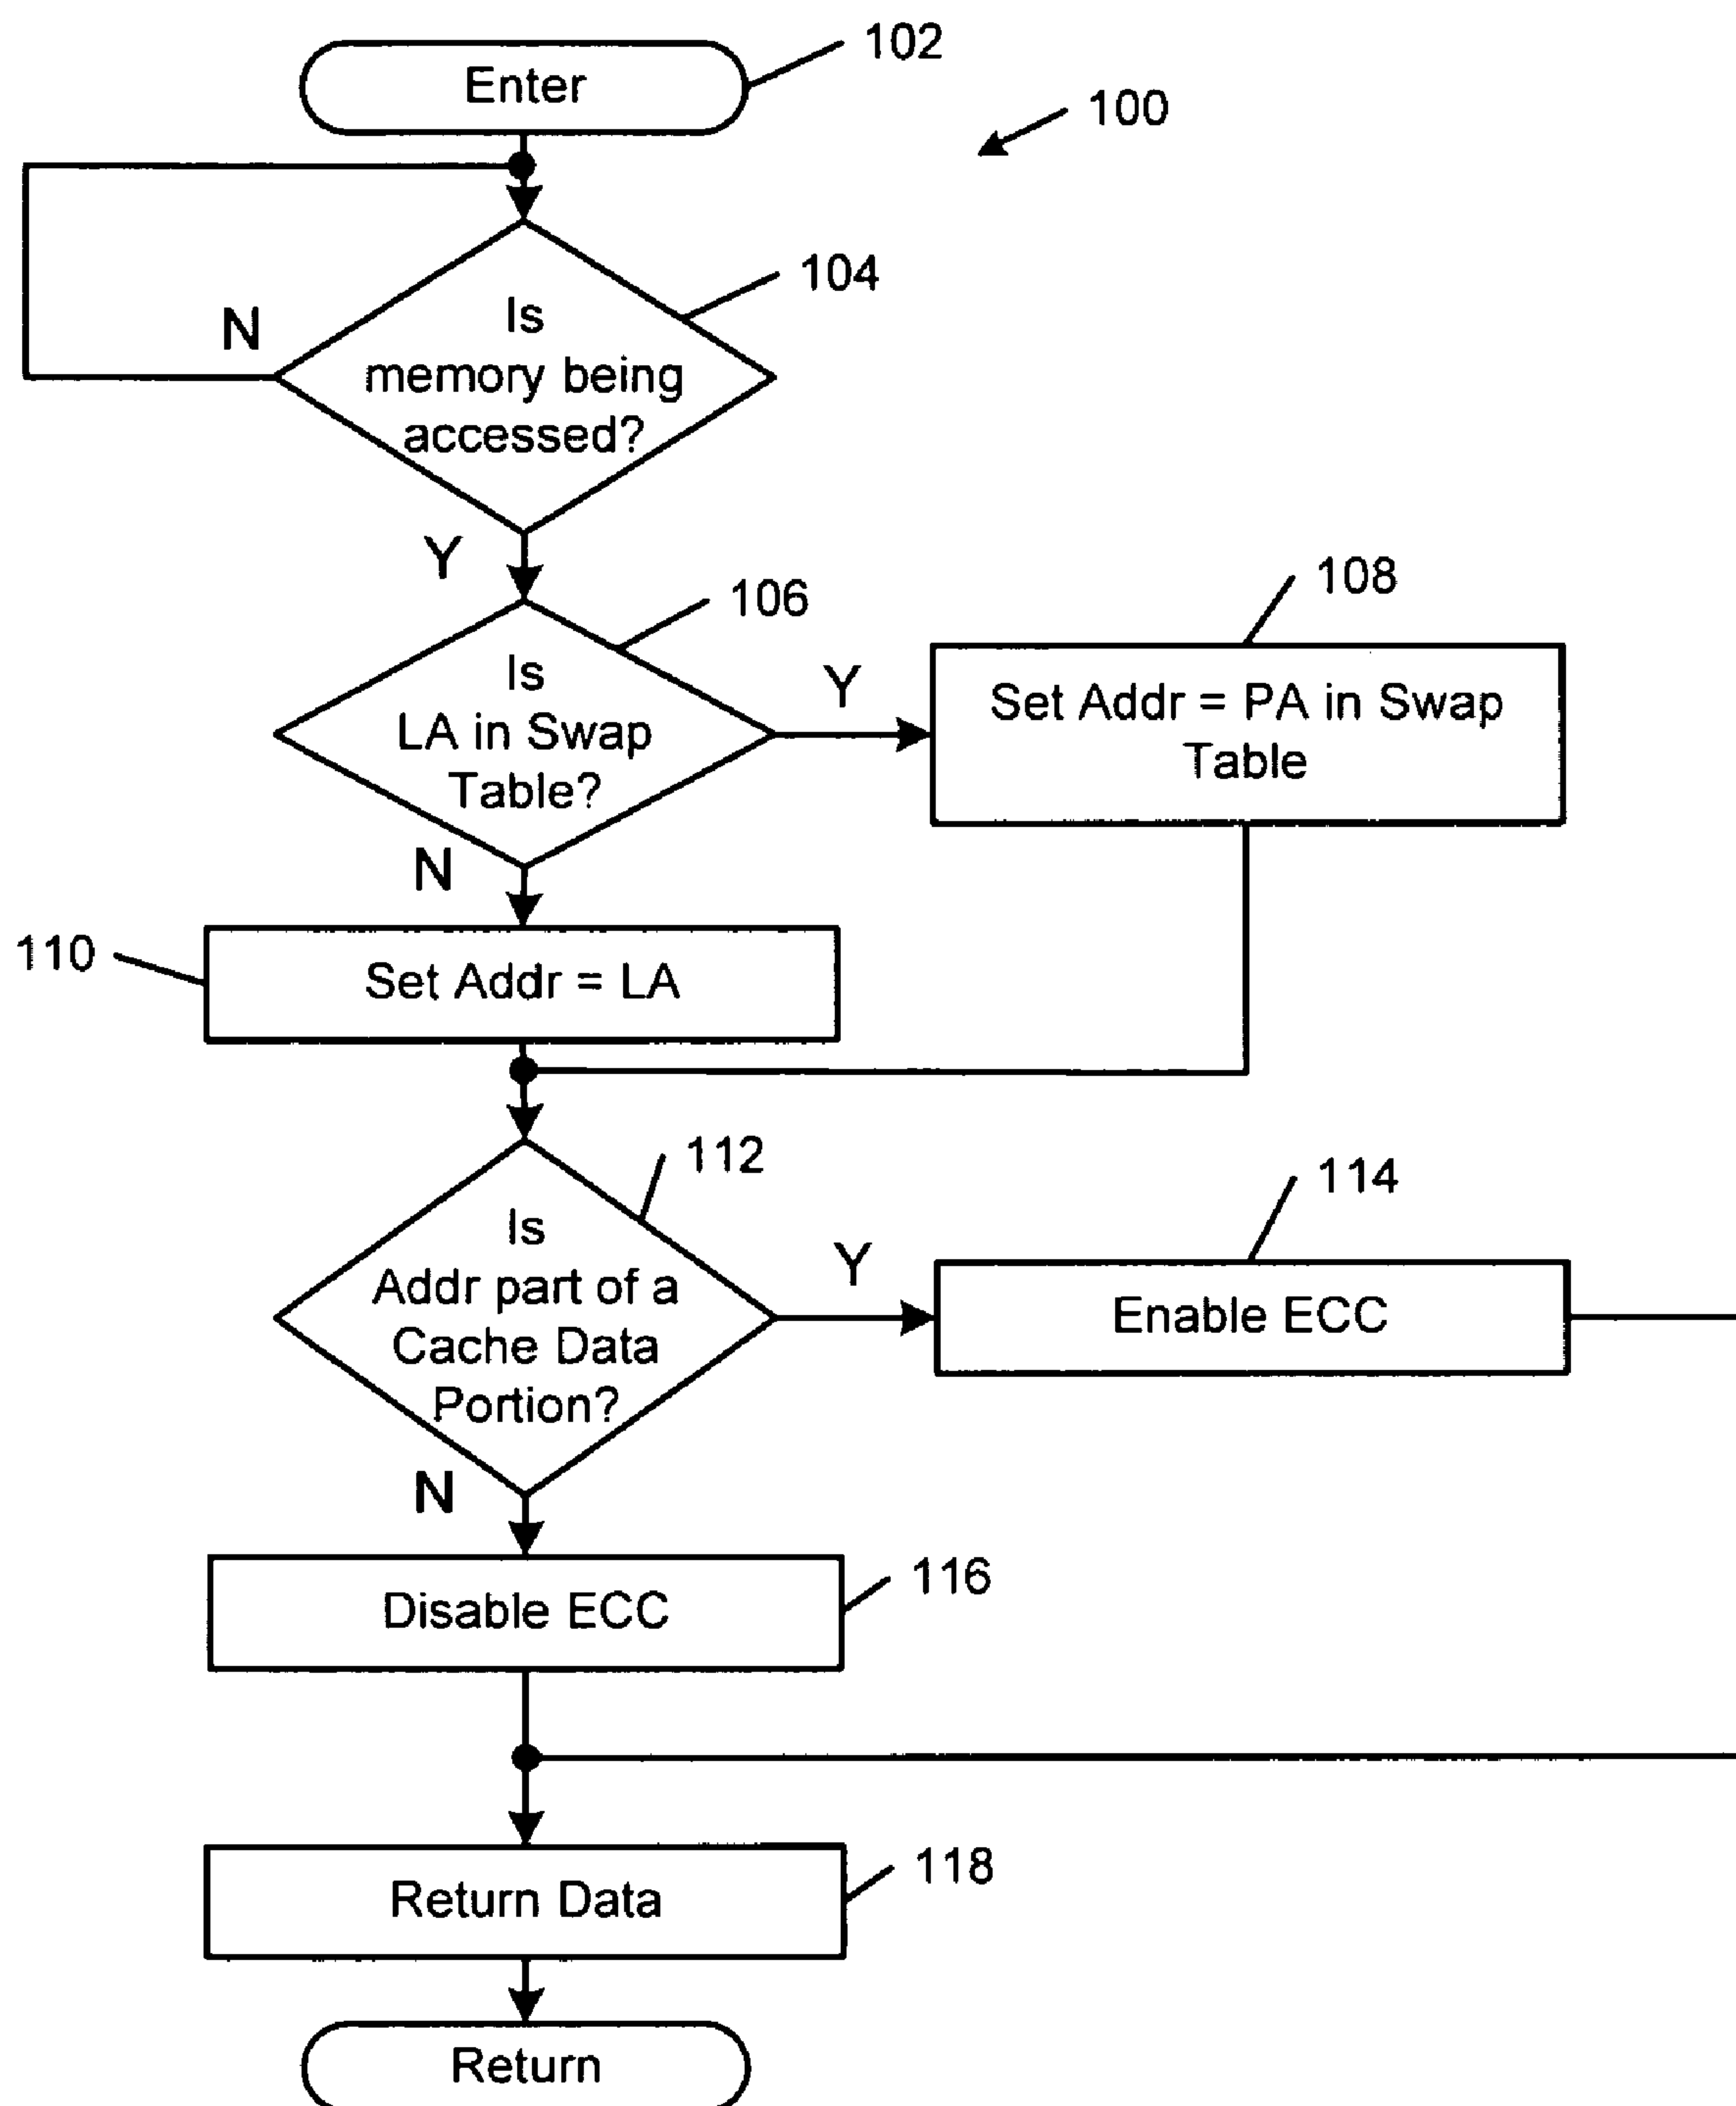 Enter
102
100
104
N
Is
memory being
accessed?
Y
106
108
Is
LA in Swap
Table?
Y
Set Addr = PA in Swap
Table
N
110
Set Addr = LA
112
114
Is
Addr part of a
Cache Data
Portion?
Y
Enable ECC
N
116
Disable ECC
118
Return Data
Return